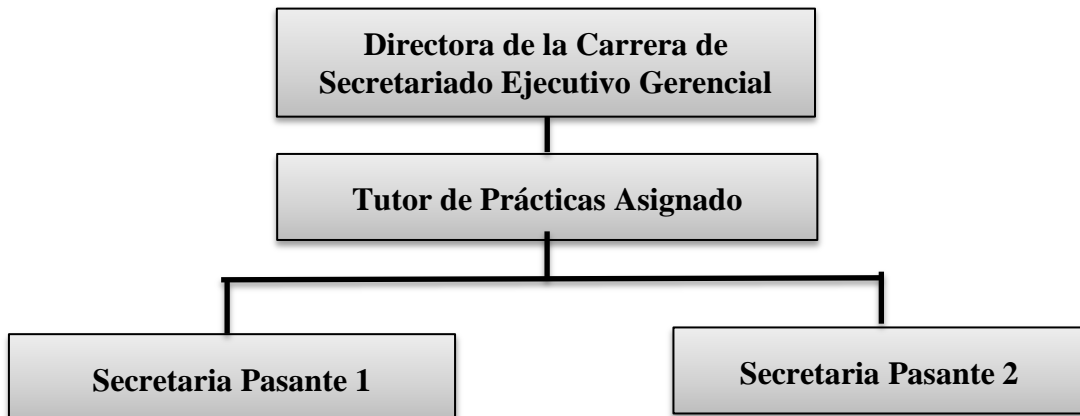 Directora de la Carrera de
Secretariado Ejecutivo Gerencial
Tutor de Prácticas Asignado
Secretaria Pasante 1
Secretaria Pasante 2